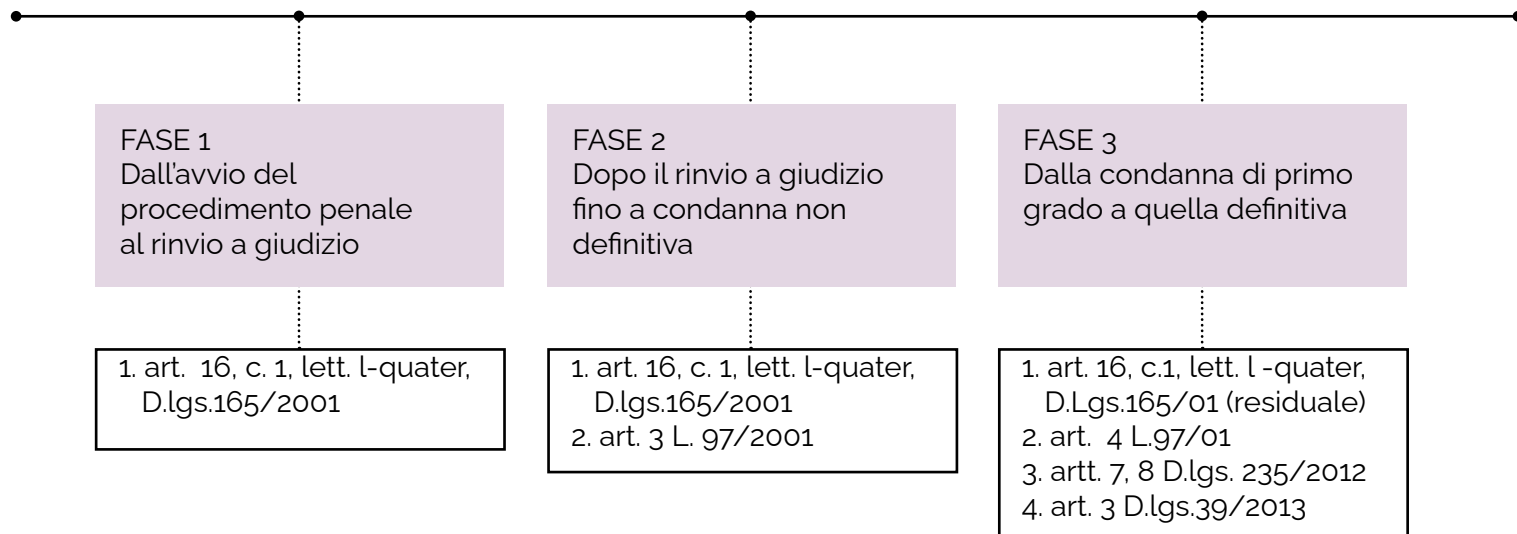 FASE 1
Dall'avvio del
procedimento penale
al rinvio a giudizio
1. art. 16, c. 1, lett. l-quater,
D.lgs.165/2001
FASE 2
Dopo il rinvio a giudizio
fino a condanna non
definitiva
1. art. 16, c. 1, lett. l-quater,
D.lgs.165/2001
2. art. 3 L. 97/2001
FASE 3
Dalla condanna di primo
grado a quella definitiva
1. art. 16, c.1, lett. l -quater,
D.Lgs.165/01 (residuale)
2. art. 4 L.97/01
3. artt. 7, 8 D.lgs. 235/2012
4. art. 3 D.lgs.39/2013